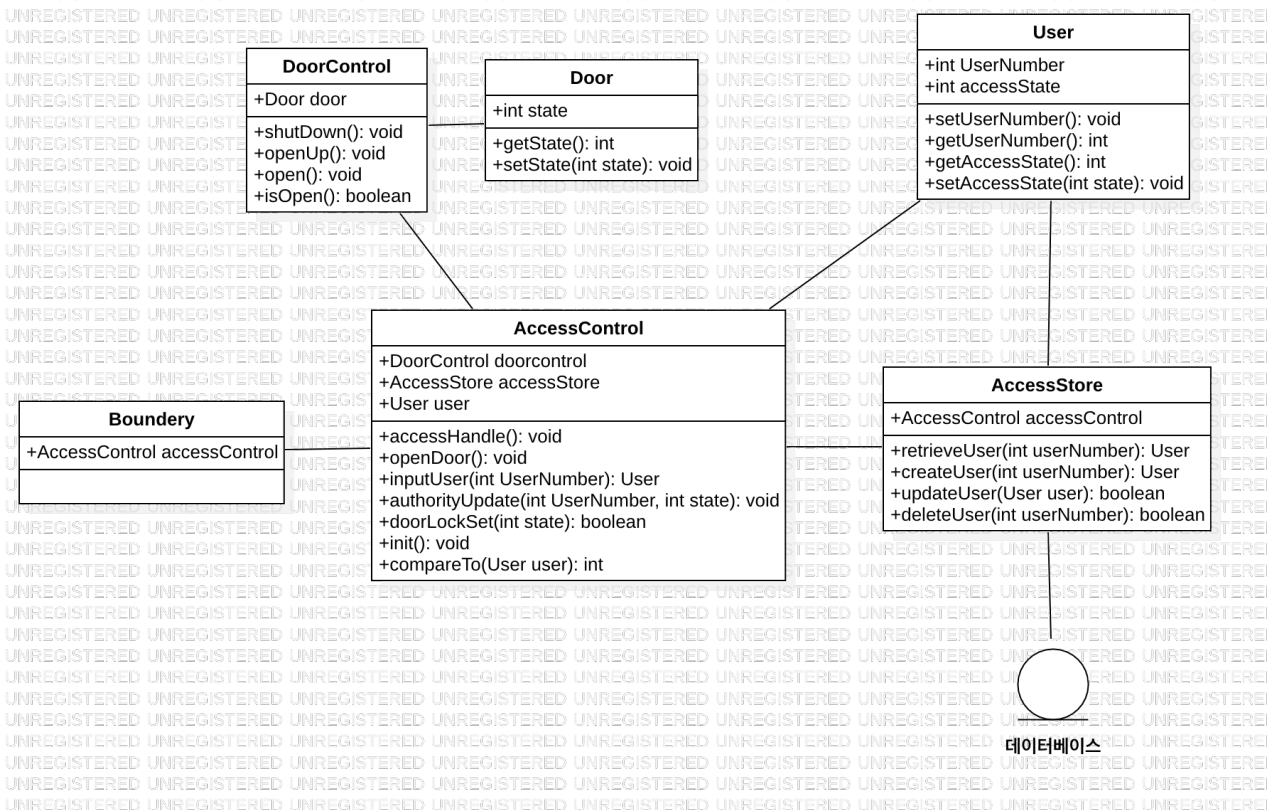 DoorControl
+Door door
+shutDown(): void
+openUp(): void
+open(): void
+isOpen(): boolean
Door
+int state
+getState(): int
+setState(int state): void
User
+int UserNumber
+int accessState
+setUserNumber(): void
+getUserNumber(): int
+getAccessState(): int
+setAccessState(int state): void
Boundery
+AccessControl accessControl
AccessControl
+DoorControl doorcontrol
+AccessStore accessStore
+User user
+accessHandle(): void
+openDoor(): void
+inputUser(int UserNumber): User
+authorityUpdate(int UserNumber, int state): void
+doorLockSet(int state): boolean
+init(): void
+compareTo(User user): int
AccessStore
+AccessControl accessControl
+retrieveUser(int userNumber): User
+createUser(int userNumber): User
+updateUser(User user): boolean
+deleteUser(int userNumber): boolean
데이터베이스
UNREGISTERED